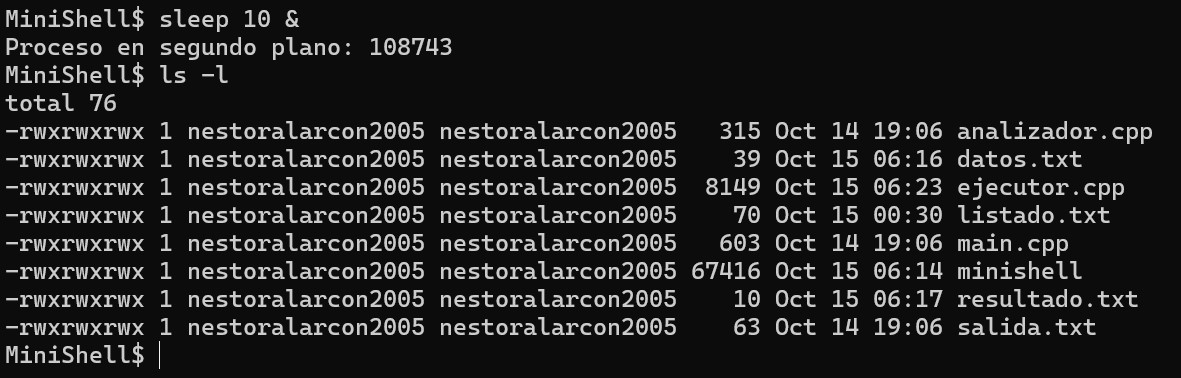 MiniShell$ sleep 10 &
Proceso en segundo plano: 108743
MiniShell$ ls -l
total 76
-rwxrwxrwx 1 nestoralarcon2005 nestoralarcon2005   315 Oct 14 19:06 analizador.cpp
-rwxrwxrwx 1 nestoralarcon2005 nestoralarcon2005    39 Oct 15 06:16 datos.txt
-rwxrwxrwx 1 nestoralarcon2005 nestoralarcon2005  8149 Oct 15 06:23 ejecutor.cpp
-rwxrwxrwx 1 nestoralarcon2005 nestoralarcon2005    70 Oct 15 00:30 listado.txt
-rwxrwxrwx 1 nestoralarcon2005 nestoralarcon2005   603 Oct 14 19:06 main.cpp
-rwxrwxrwx 1 nestoralarcon2005 nestoralarcon2005 67416 Oct 15 06:14 minishell
-rwxrwxrwx 1 nestoralarcon2005 nestoralarcon2005    10 Oct 15 06:17 resultado.txt
-rwxrwxrwx 1 nestoralarcon2005 nestoralarcon2005    63 Oct 14 19:06 salida.txt
MiniShell$